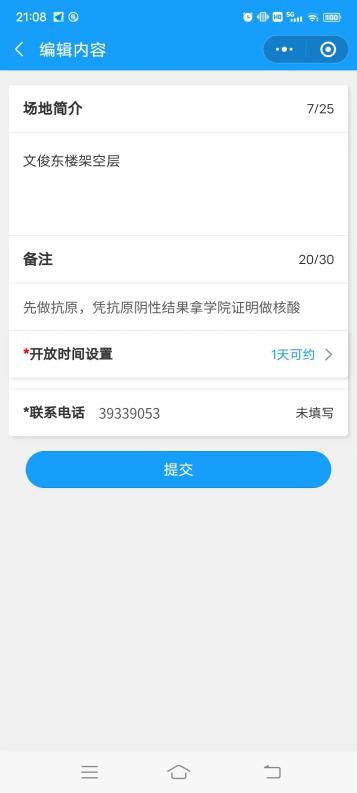 21:08
HD 5G 100
编辑内容
场地简介 7/25
文俊东楼架空层
备注 20/30
先做抗原，凭抗原阴性结果拿学院证明做核酸
*开放时间设置 1天可约
*联系电话 39339053 未填写
提交